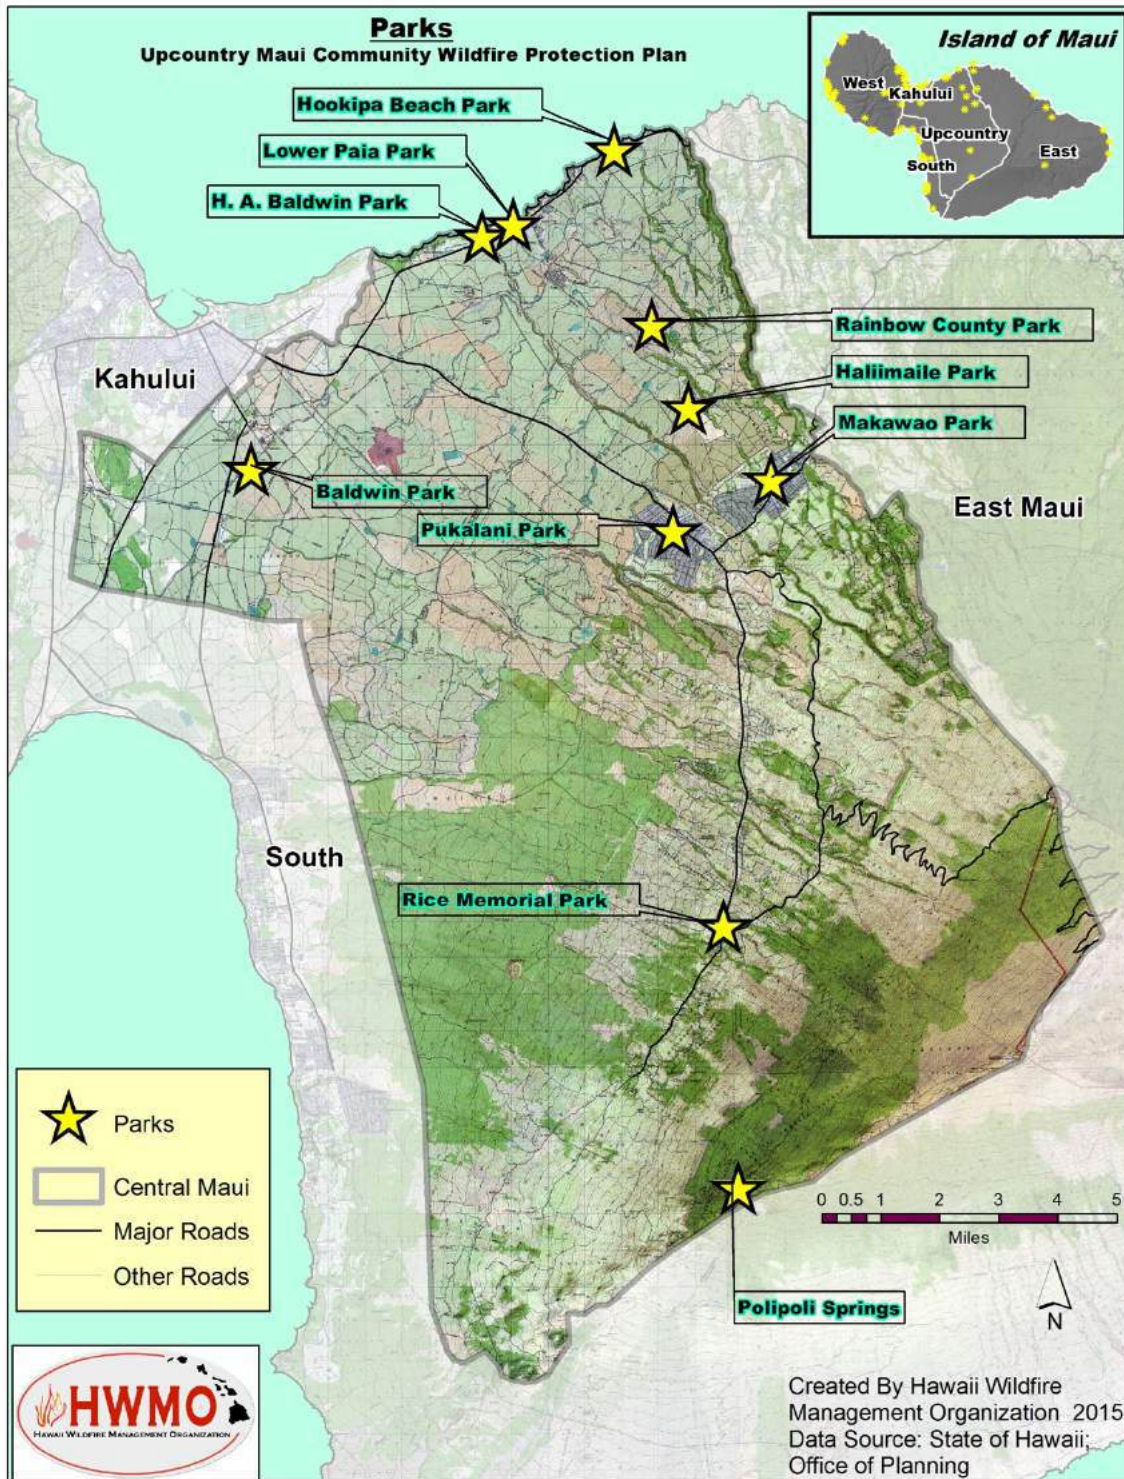 Parks
Upcountry Maui Community Wildfire Protection Plan
Island of Maui
West
Kahului
Upcountry
South
East
Hookipa Beach Park
Lower Paia Park
H. A. Baldwin Park
Rainbow County Park
Kahului
Haliimaile Park
Makawao Park
Baldwin Park
East Maui
Pukalani Park
South
Rice Memorial Park
Parks
Central Maui
Major Roads
Other Roads
0 0.5 1 2 3 4 5
Miles
Polipoli Springs
N
HWMO
HAWAII WILDFIRE MANAGEMENT ORGANIZATION
Created By Hawaii Wildfire
Management Organization 2015
Data Source: State of Hawaii;
Office of Planning